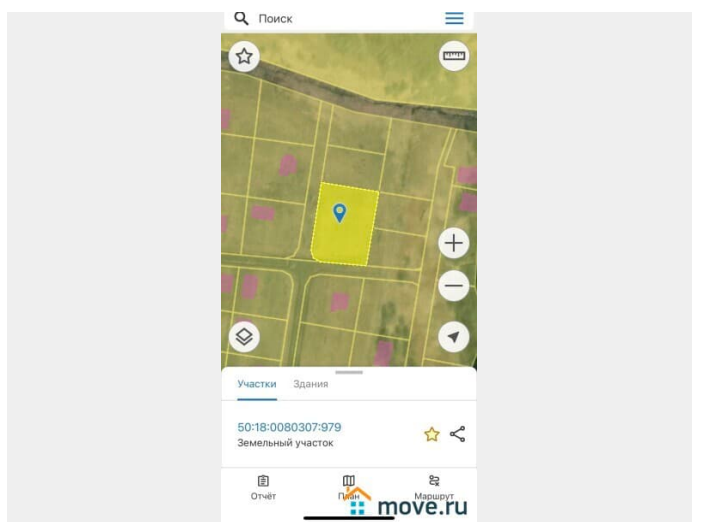 Поиск
Участки Здания
50:18:0080307:979
Земельный участок
Отчёт План Маршрут
move.ru